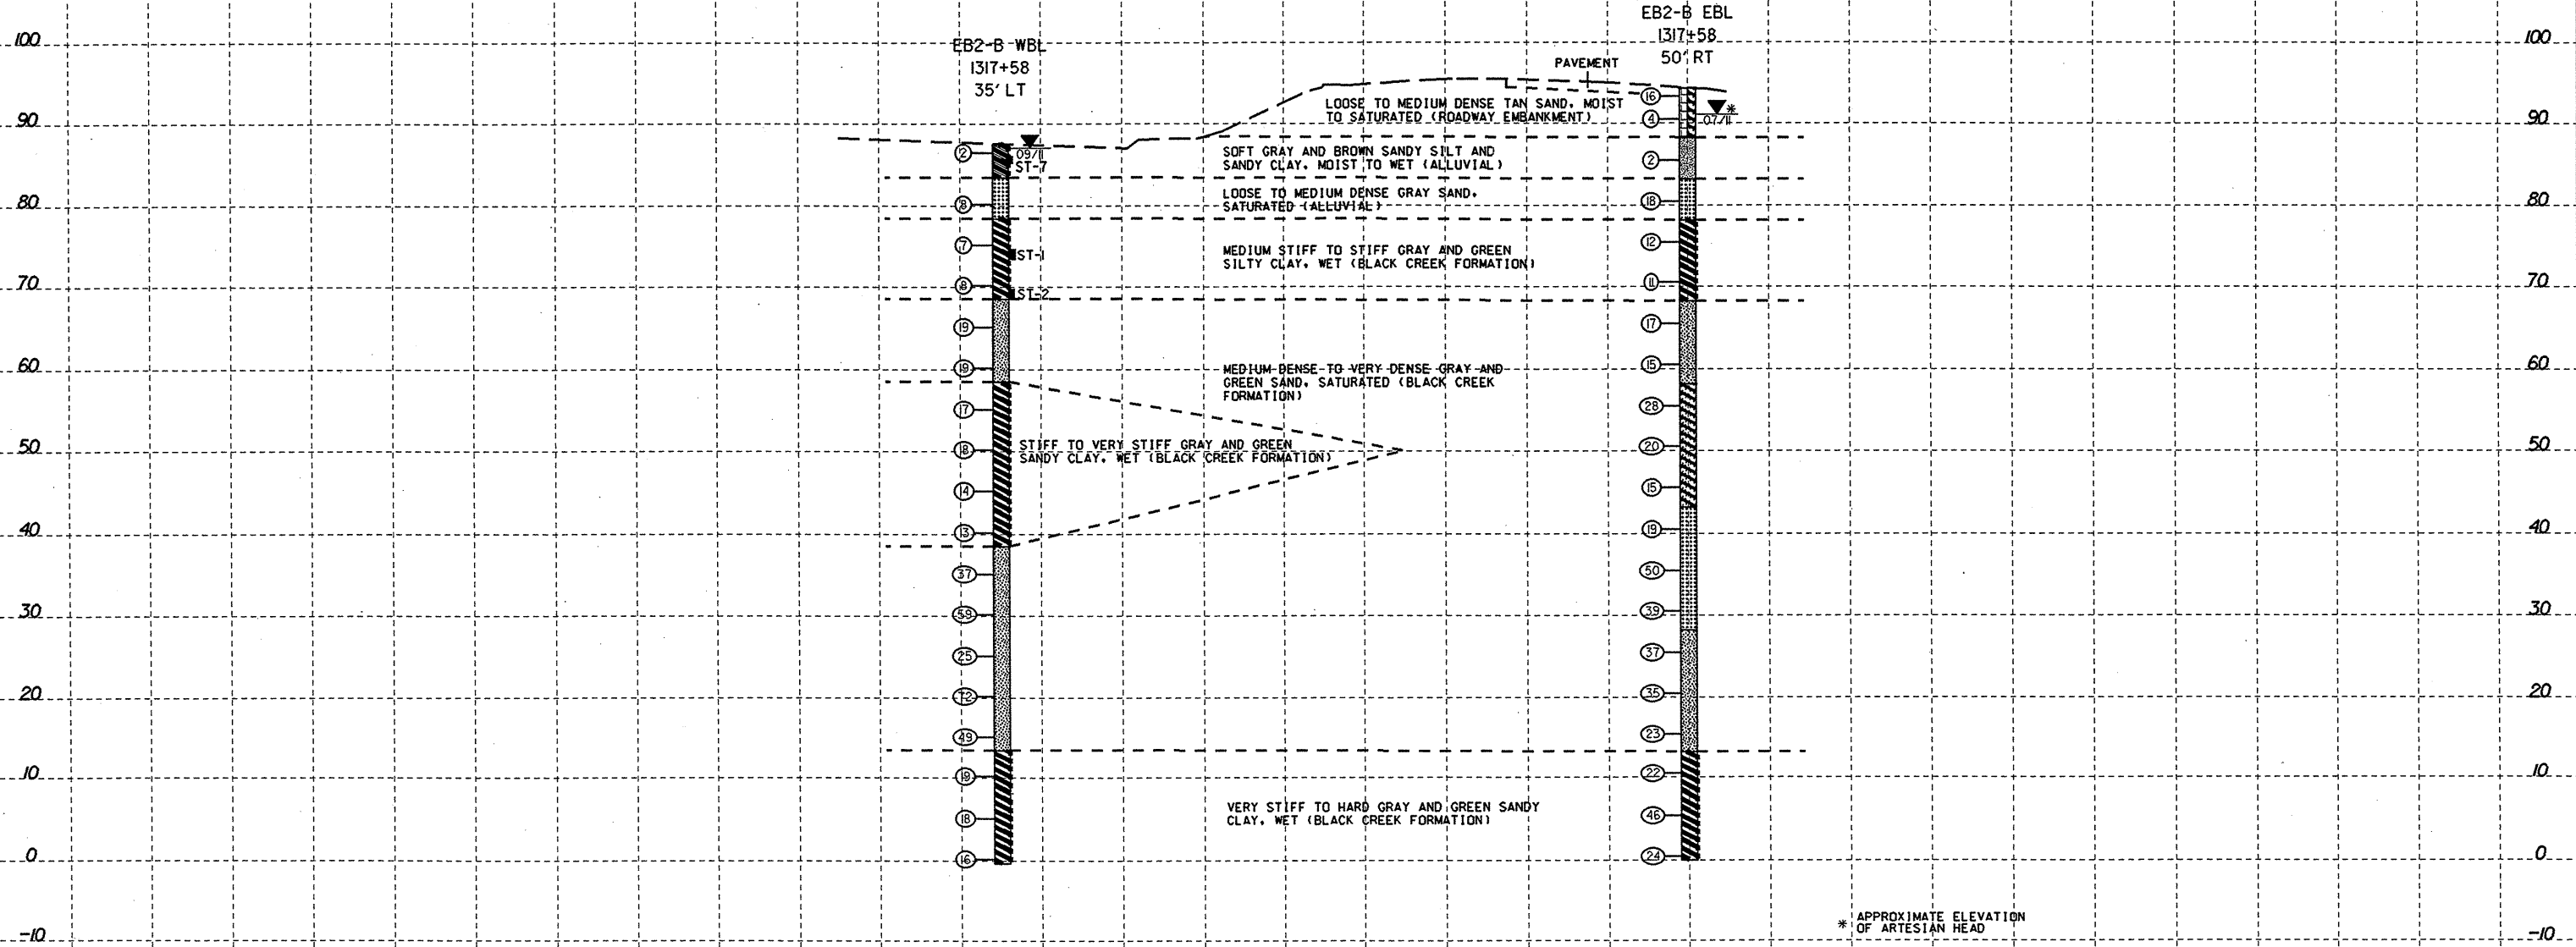 EB2-B WBL
1317+58
35' LT
EB2-B EBL
1317+58
50' RT
PAVEMENT
100
100
90
90
80
80
70
70
60
60
50
50
40
40
30
30
20
20
10
10
0
0
-10
-10
LOOSE TO MEDIUM DENSE TAN SAND, MOIST
TO SATURATED (ROADWAY EMBANKMENT)
SOFT GRAY AND BROWN SANDY SILT AND
SANDY CLAY, MOIST TO WET (ALLUVIAL)
LOOSE TO MEDIUM DENSE GRAY SAND,
SATURATED (ALLUVIAL)
MEDIUM STIFF TO STIFF GRAY AND GREEN
SILTY CLAY, WET (BLACK CREEK FORMATION)
MEDIUM DENSE TO VERY DENSE GRAY AND
GREEN SAND, SATURATED (BLACK CREEK
FORMATION)
STIFF TO VERY STIFF GRAY AND GREEN
SANDY CLAY, WET (BLACK CREEK FORMATION)
VERY STIFF TO HARD GRAY AND GREEN SANDY
CLAY, WET (BLACK CREEK FORMATION)
2
09/11
ST-7
8
7
ST-1
8
ST-2
19
19
17
18
14
13
37
59
25
72
49
19
18
16
16
*
07/11
4
2
18
12
11
17
15
28
20
15
19
50
39
37
35
23
22
46
24
* APPROXIMATE ELEVATION
OF ARTESIAN HEAD